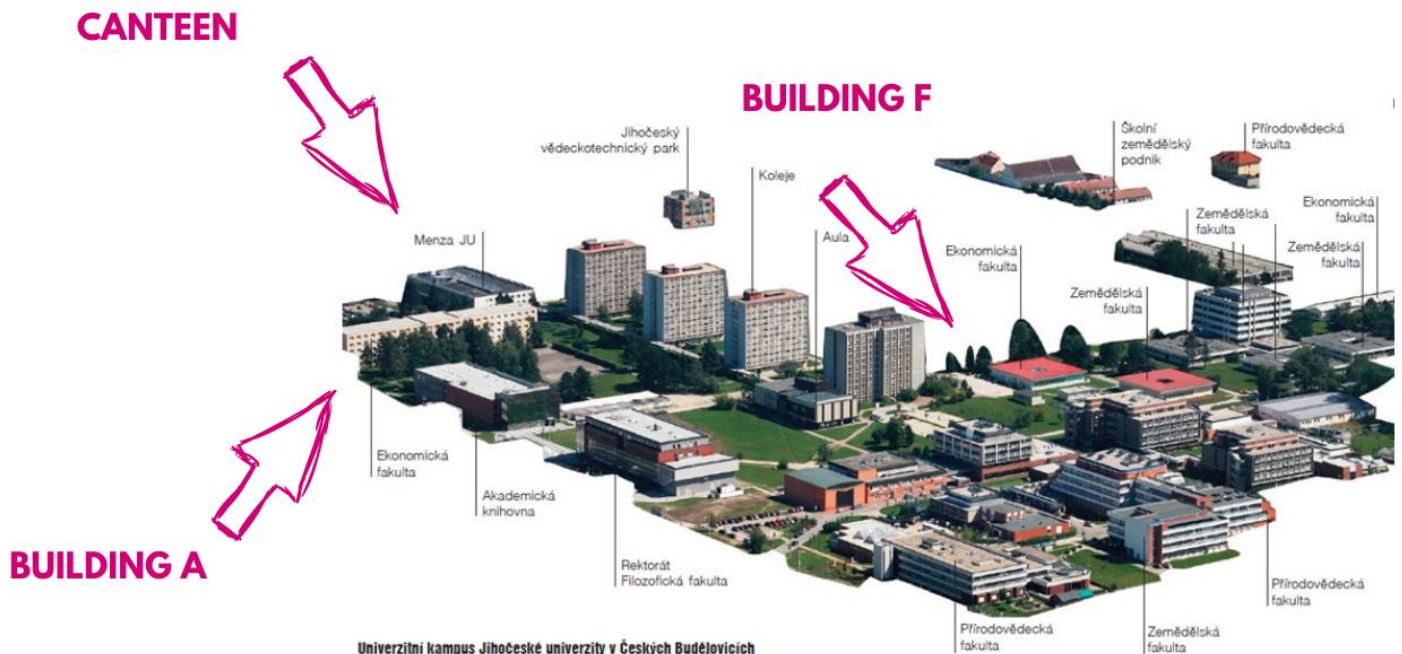 CANTEEN
BUILDING F
Jihočeský
vědeckotechnický park
Koleje
Školní
zemědělský
podnik
Přírodovědecká
fakulta
Menza JU
Aula
Ekonomická
fakulta
Zemědělská
fakulta
Zemědělská
fakulta
Ekonomická
fakulta
Zemědělská
fakulta
Ekonomická
fakulta
Akademická
knihovna
BUILDING A
Rektorát
Filozofická fakulta
Přírodovědecká
fakulta
Zemědělská
fakulta
Přírodovědecká
fakulta
Univerzitní kampus Jihočeské univerzity v Českých Budějovicích